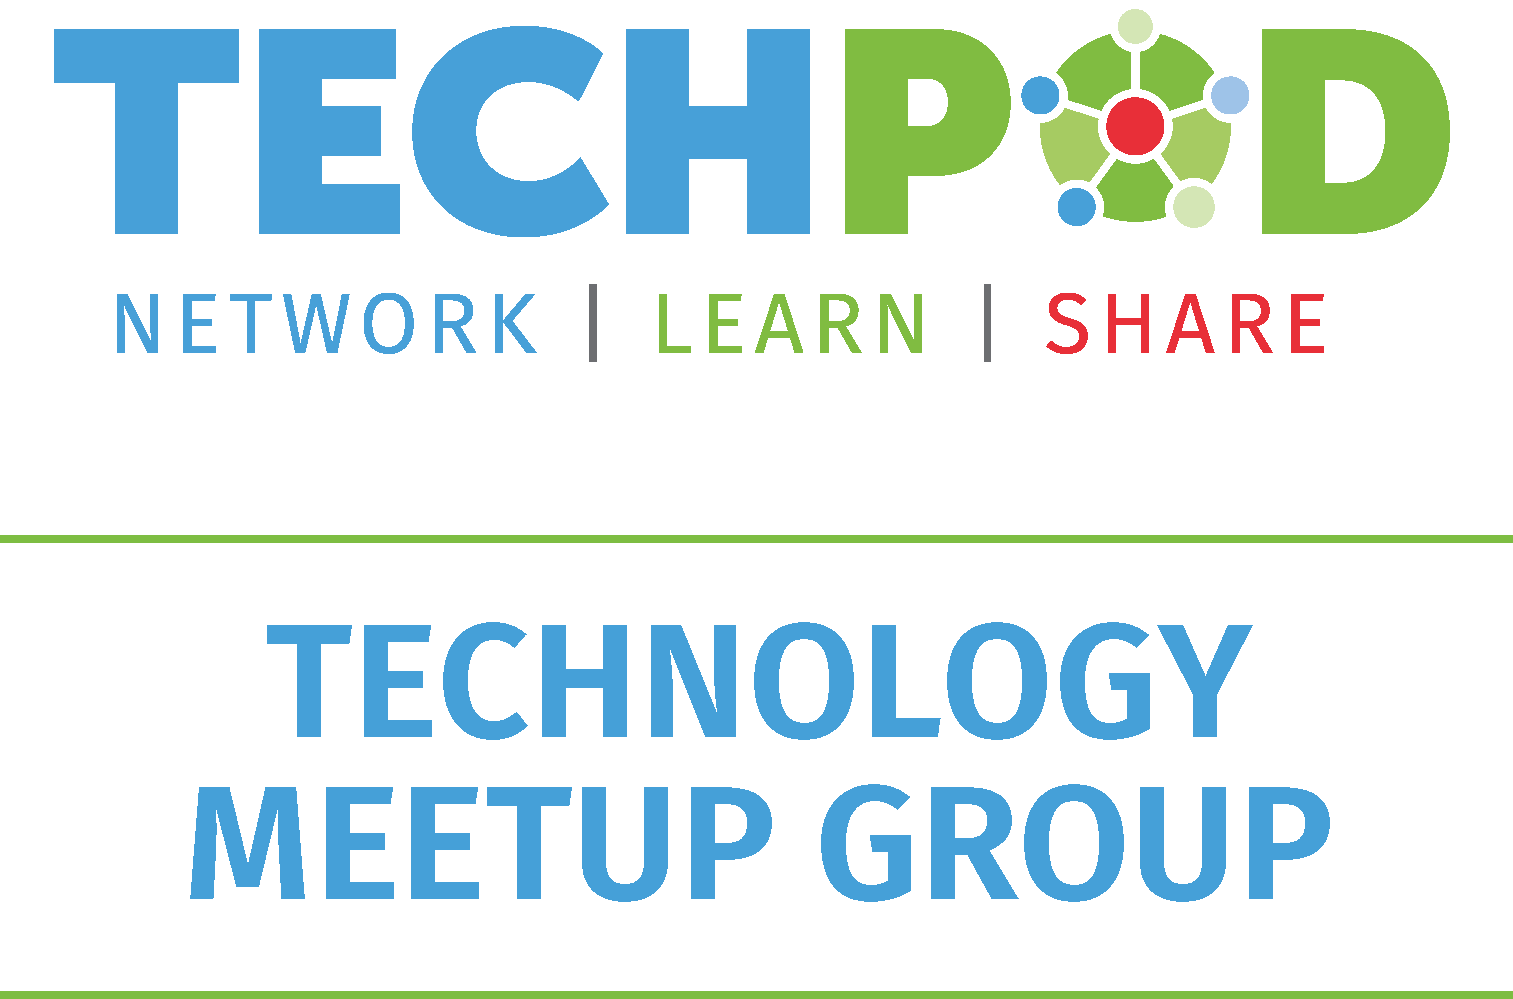 TECHPOD
NETWORK | LEARN | SHARE
TECHNOLOGY
MEETUP GROUP